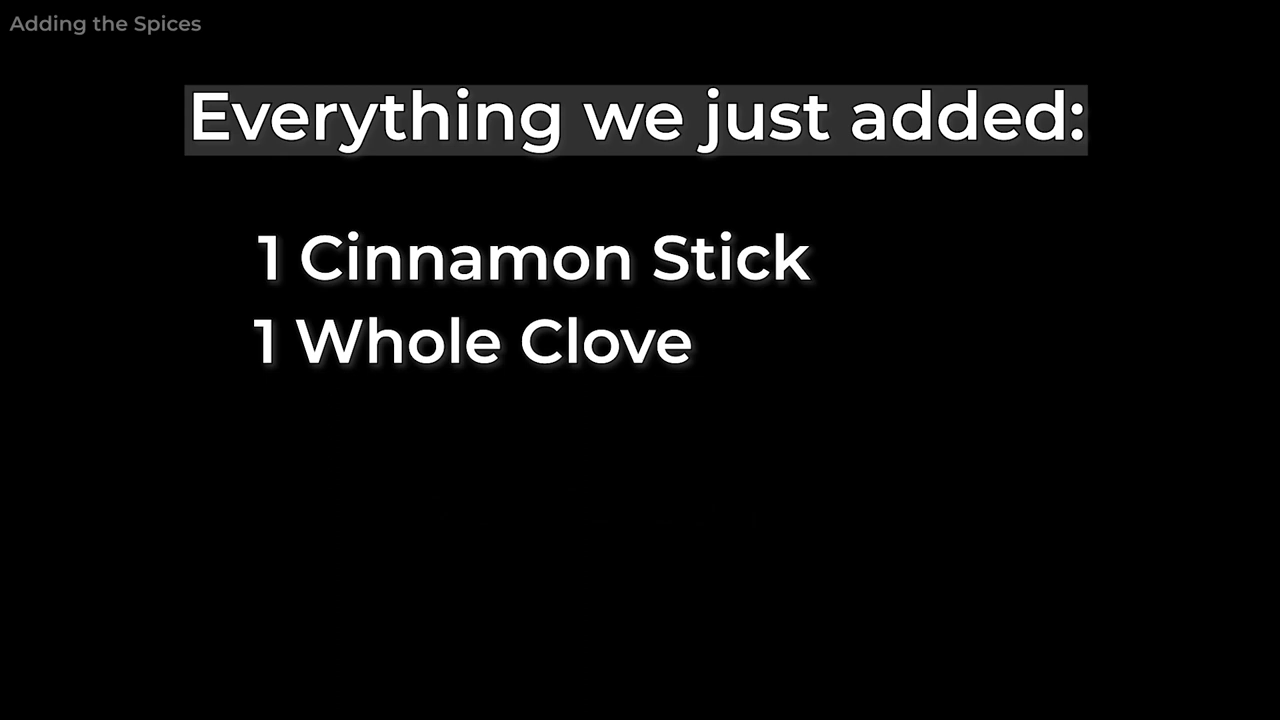 Adding the Spices
Everything we just added:
1 Cinnamon Stick
1 Whole Clove